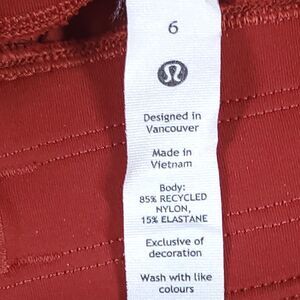 6
Designed in
Vancouver
Made in
Vietnam
Body:
85% RECYCLED
NYLON,
15% ELASTANE
Exclusive of
decoration
Wash with like
colours